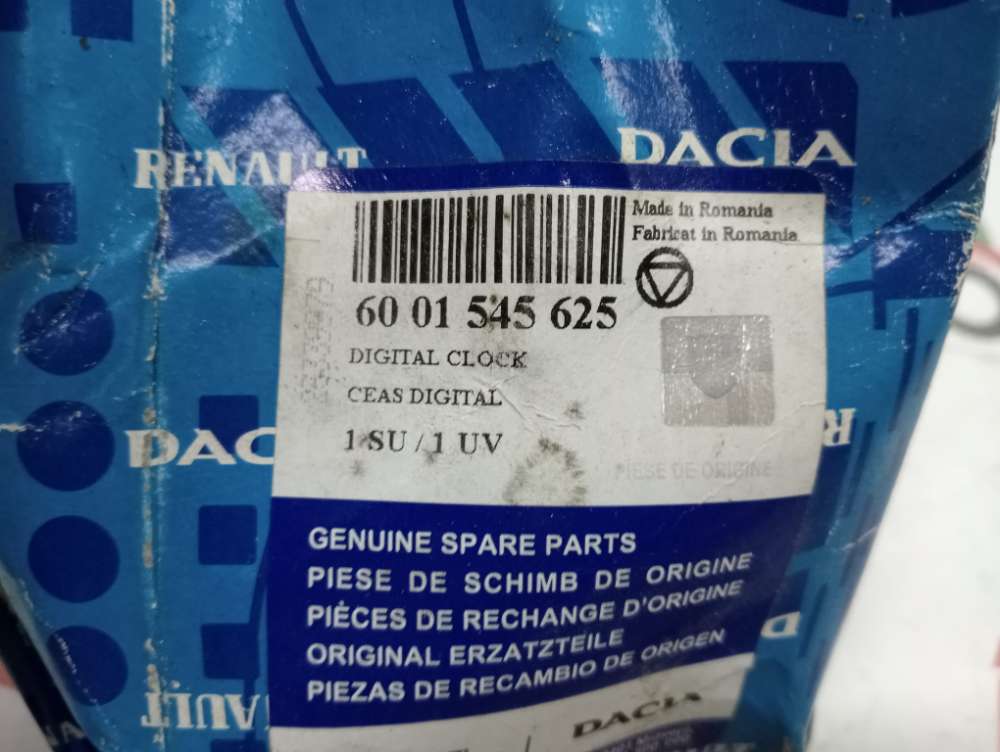 RENAULT
DACIA
Made in Romania
Fabricat in Romania
60 01 545 625
DIGITAL CLOCK
CEAS DIGITAL
1 SU / 1 UV
PIESE DE ORIGINE
DAC
GENUINE SPARE PARTS
PIESE DE SCHIMB DE ORIGINE
PIÈCES DE RECHANGE D'ORIGINE
ORIGINAL ERZATZTEILE
PIEZAS DE RECAMBIO DE ORIGEN
DACIA